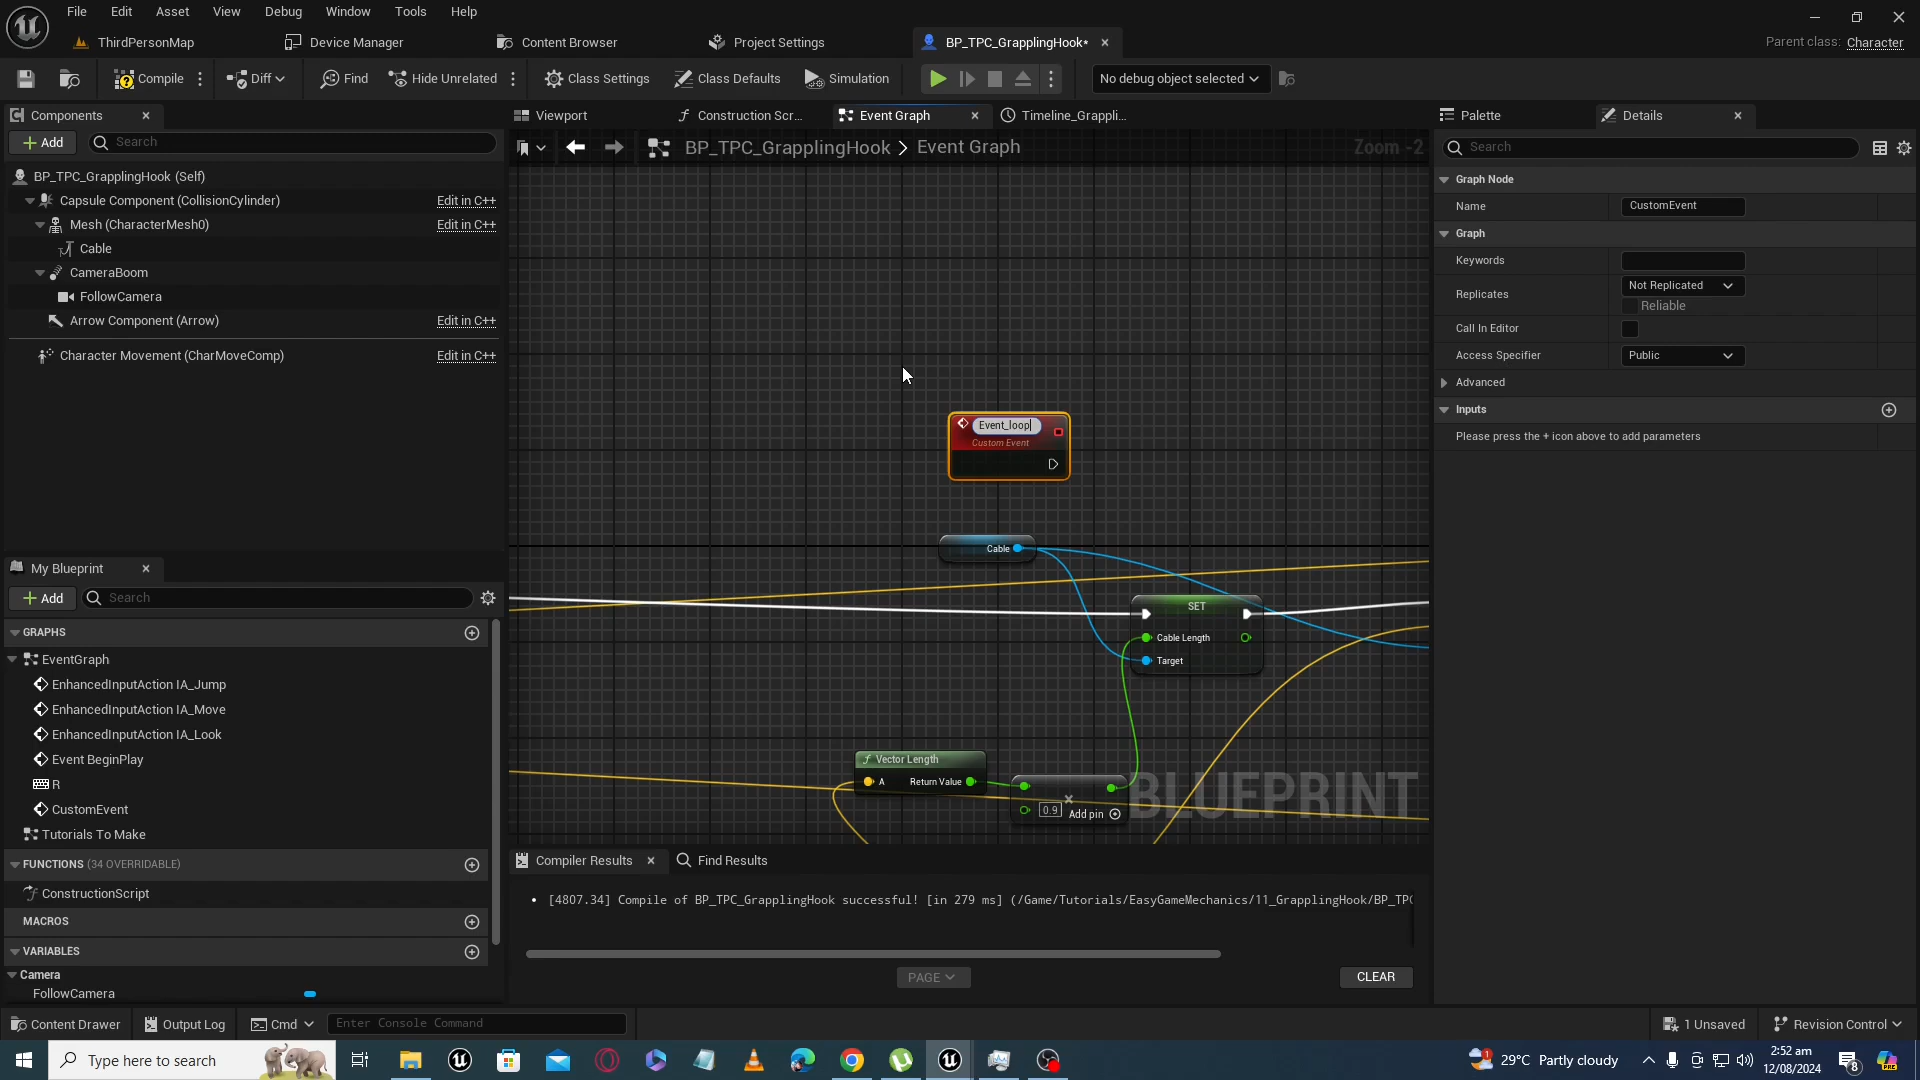 File Edit Asset View Debug Window Tools Help
ThirdPersonMap Device Manager Content Browser Project Settings BP_TPC_GrapplingHook* Parent class: Character
Compile Diff Find Hide Unrelated Class Settings Class Defaults Simulation No debug object selected
Components Viewport Construction Scr... Event Graph Timeline_Grappli... Palette Details
Add Search BP_TPC_GrapplingHook > Event Graph Zoom -2 Search
BP_TPC_GrapplingHook (Self)
Capsule Component (CollisionCylinder) Edit in C++
Mesh (CharacterMesh0) Edit in C++
Cable
CameraBoom
FollowCamera
Arrow Component (Arrow) Edit in C++
Character Movement (CharMoveComp) Edit in C++
Graph Node
Name CustomEvent
Graph
Keywords
Replicates Not Replicated
Reliable
Call In Editor
Access Specifier Public
Advanced
Inputs
Please press the + icon above to add parameters
Event_loop
Custom Event
Cable
SET
Cable Length
Target
Vector Length
A Return Value
0.9 Add pin
BLUEPRINT
My Blueprint
Add Search
GRAPHS
EventGraph
EnhancedInputAction IA_Jump
EnhancedInputAction IA_Move
EnhancedInputAction IA_Look
Event BeginPlay
R
CustomEvent
Tutorials To Make
FUNCTIONS (34 OVERRIDABLE)
ConstructionScript
MACROS
VARIABLES
Camera
FollowCamera
Compiler Results Find Results
[4807.34] Compile of BP_TPC_GrapplingHook successful! [in 279 ms] (/Game/Tutorials/EasyGameMechanics/11_GrapplingHook/BP_TPC
PAGE CLEAR
Content Drawer Output Log Cmd Enter Console Command 1 Unsaved Revision Control
Type here to search 29°C Partly cloudy 2:52 am
12/08/2024